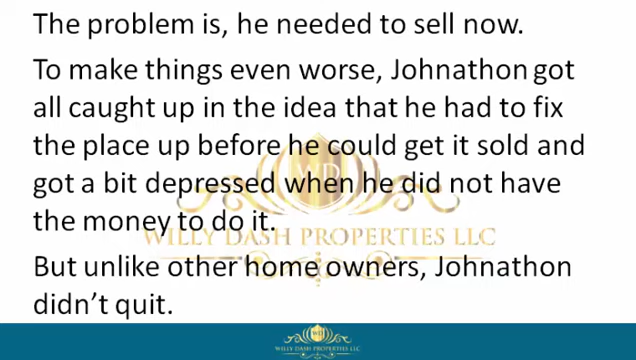 The problem is, he needed to sell now.
To make things even worse, Johnathon got
all caught up in the idea that he had to fix
the place up before he could get it sold and
got a bit depressed when he did not have
the money to do it.
WD
WILLY DASH PROPERTIES LLC
But unlike other home owners, Johnathon
didn’t quit.
WD
WILLY DASH PROPERTIES LLC